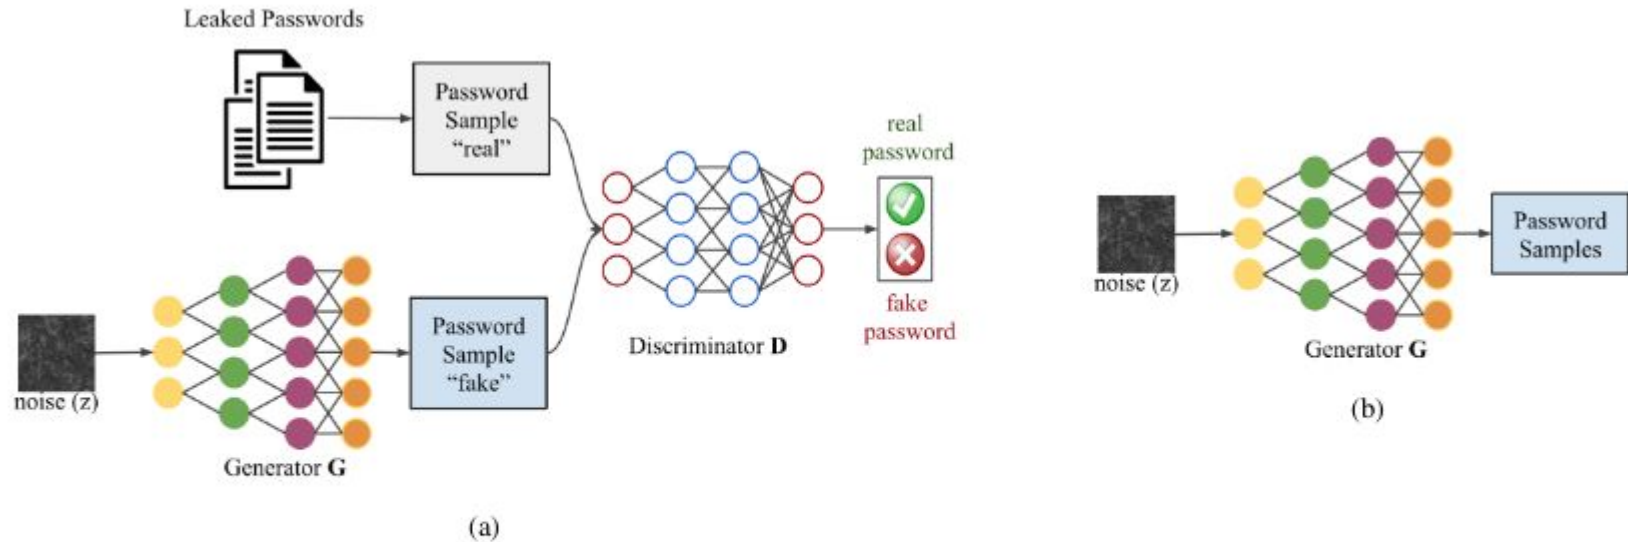 Leaked Passwords
Password
Sample
“real”
real
password
fake
password
Discriminator D
Password
Sample
“fake”
noise (z)
Generator G
(a)
noise (z)
Generator G
Password
Samples
(b)